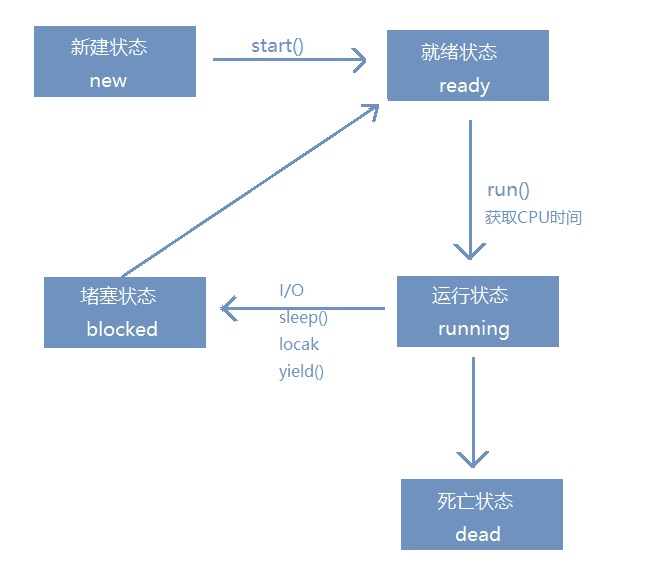 新建状态
new
start()
就绪状态
ready
run()
获取CPU时间
堵塞状态
blocked
I/O
sleep()
locak
yield()
运行状态
running
死亡状态
dead